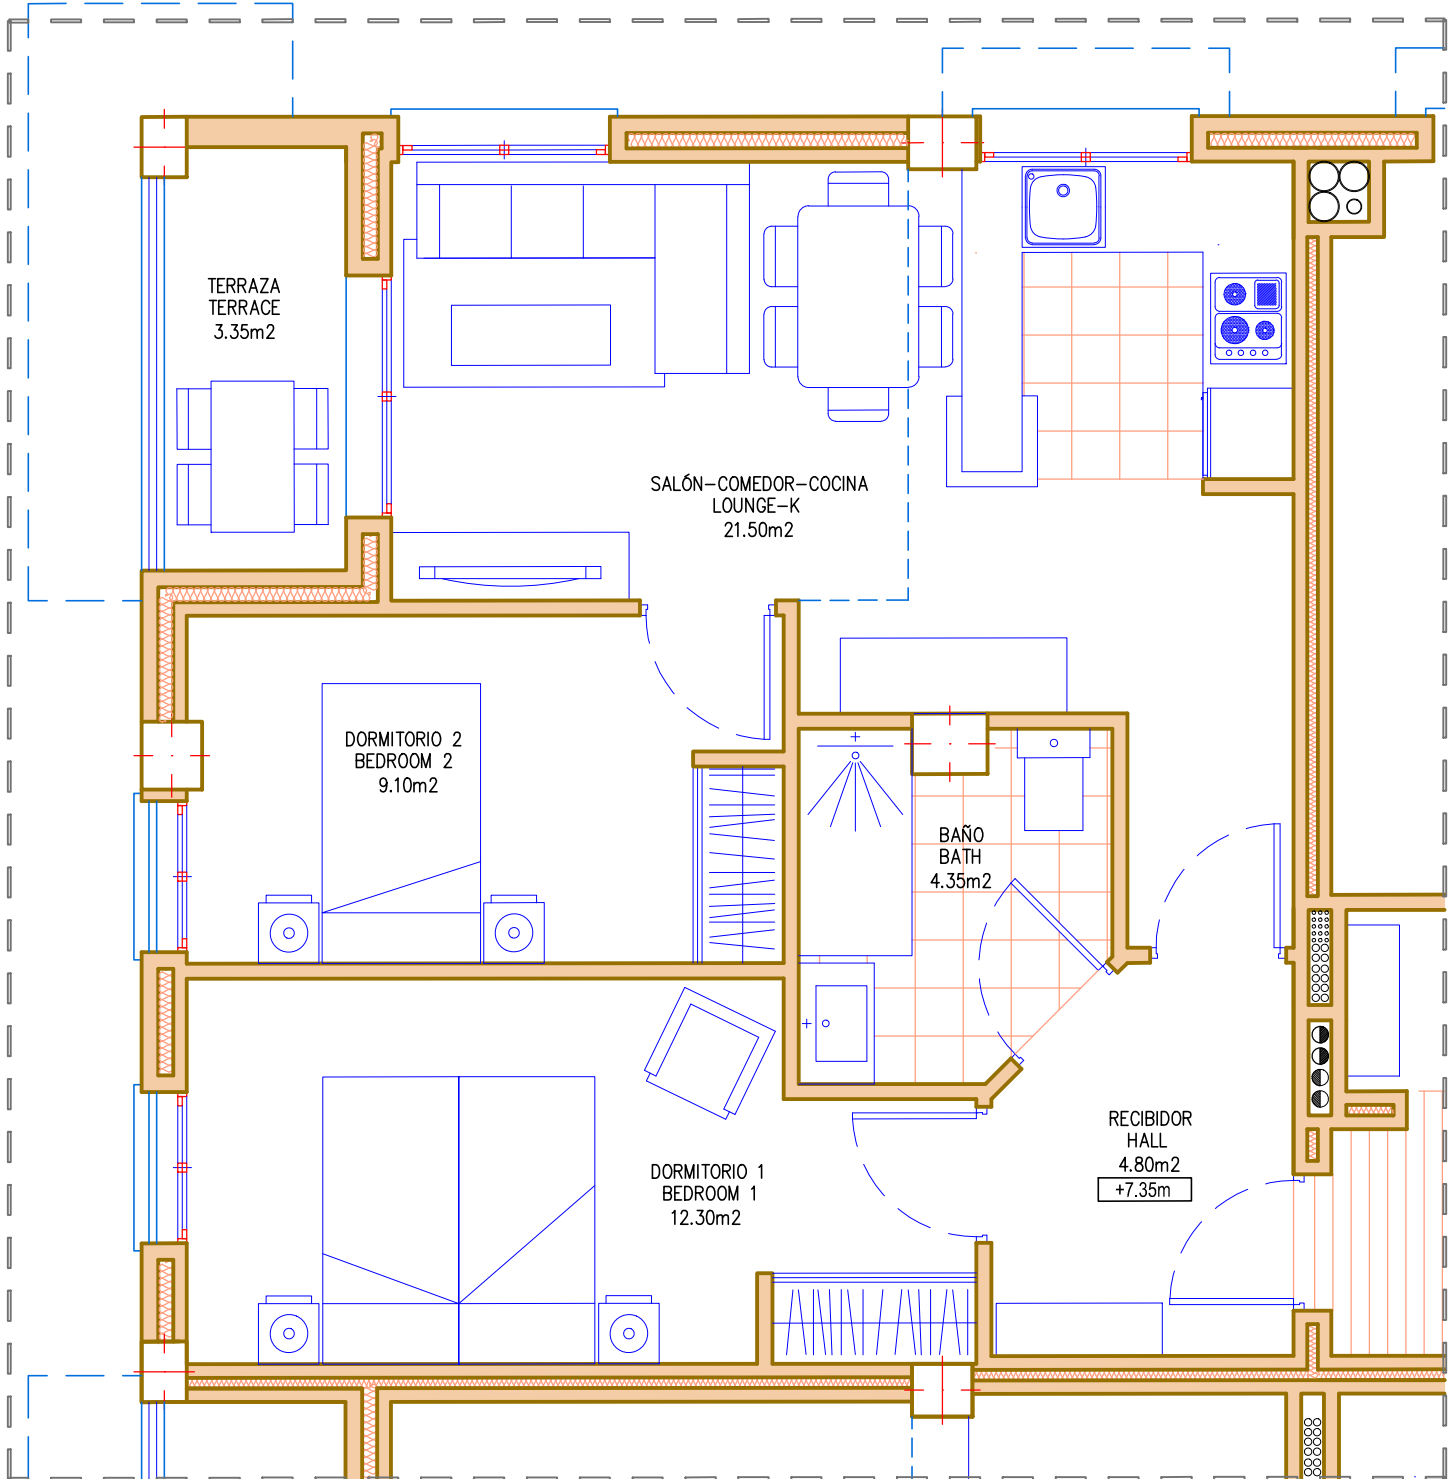 TERRAZA
TERRACE
3.35m2
SALÓN-COMEDOR-COCINA
LOUNGE-K
21.50m2
DORMITORIO 2
BEDROOM 2
9.10m2
BAÑO
BATH
4.35m2
RECIBIDOR
HALL
4.80m2
+7.35m
DORMITORIO 1
BEDROOM 1
12.30m2